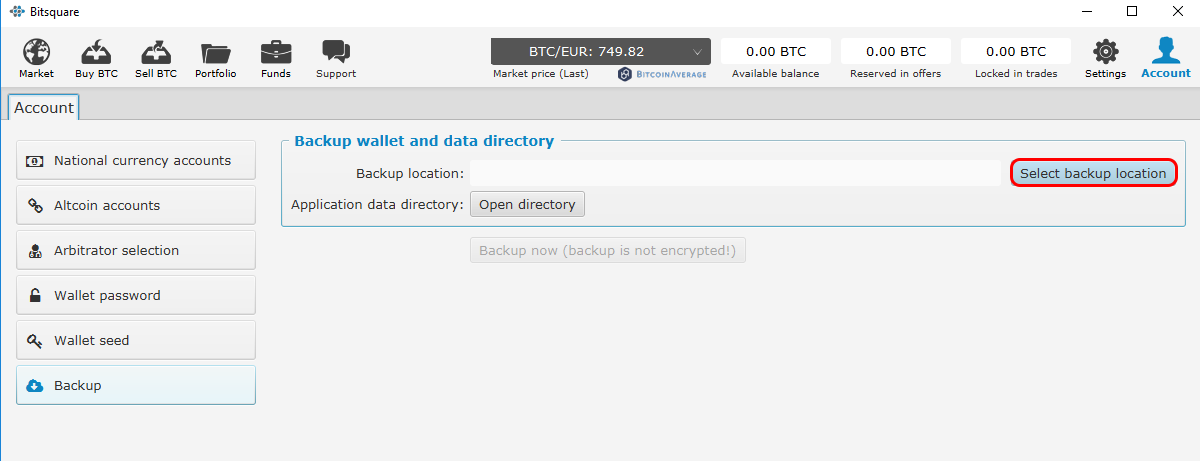 Bitsquare
Market
Buy BTC
Sell BTC
Portfolio
Funds
Support
BTC/EUR: 749.82
Market price (Last)
BITCOINAVERAGE
0.00 BTC
Available balance
0.00 BTC
Reserved in offers
0.00 BTC
Locked in trades
Settings
Account
Account
National currency accounts
Altcoin accounts
Arbitrator selection
Wallet password
Wallet seed
Backup
Backup wallet and data directory
Backup location:
Select backup location
Application data directory:
Open directory
Backup now (backup is not encrypted!)